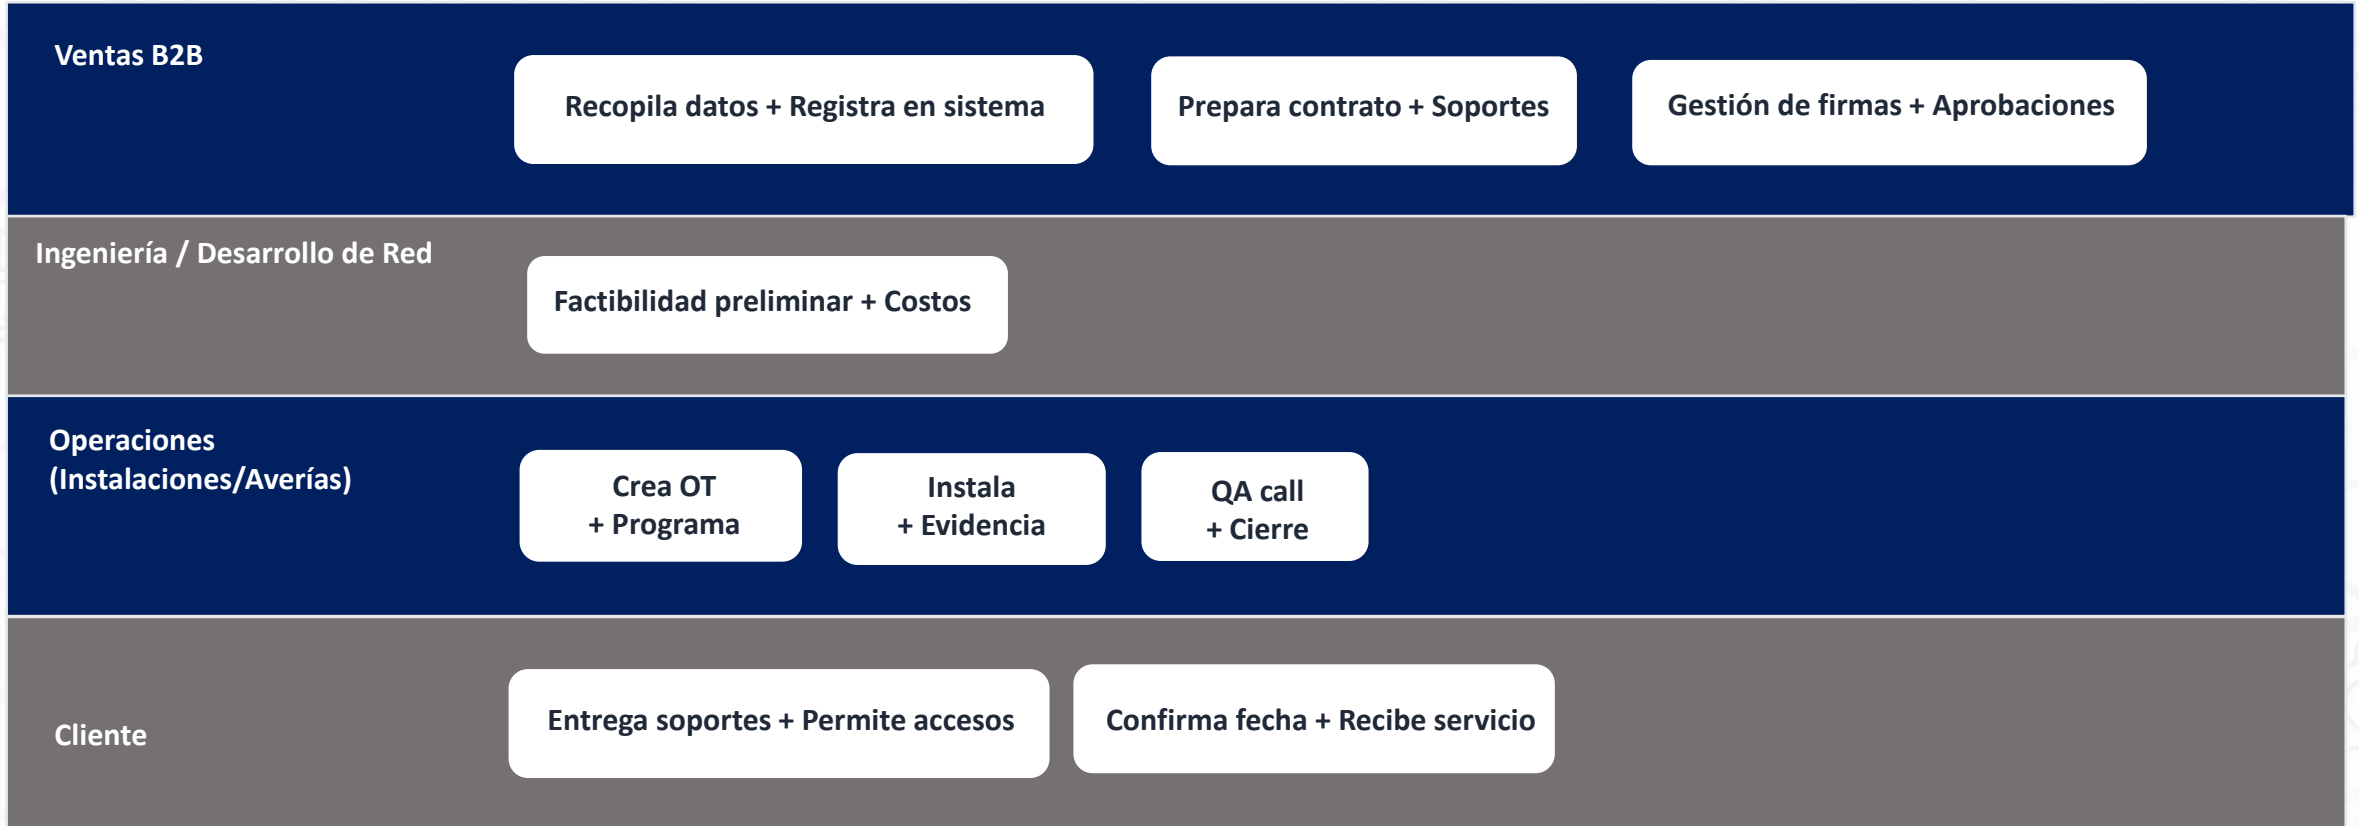 Ventas B2B
Recopila datos + Registra en sistema
Prepara contrato + Soportes
Gestión de firmas + Aprobaciones
Ingeniería / Desarrollo de Red
Factibilidad preliminar + Costos
Operaciones
(Instalaciones/Averías)
Crea OT
+ Programa
Instala
+ Evidencia
QA call
+ Cierre
Cliente
Entrega soportes + Permite accesos
Confirma fecha + Recibe servicio